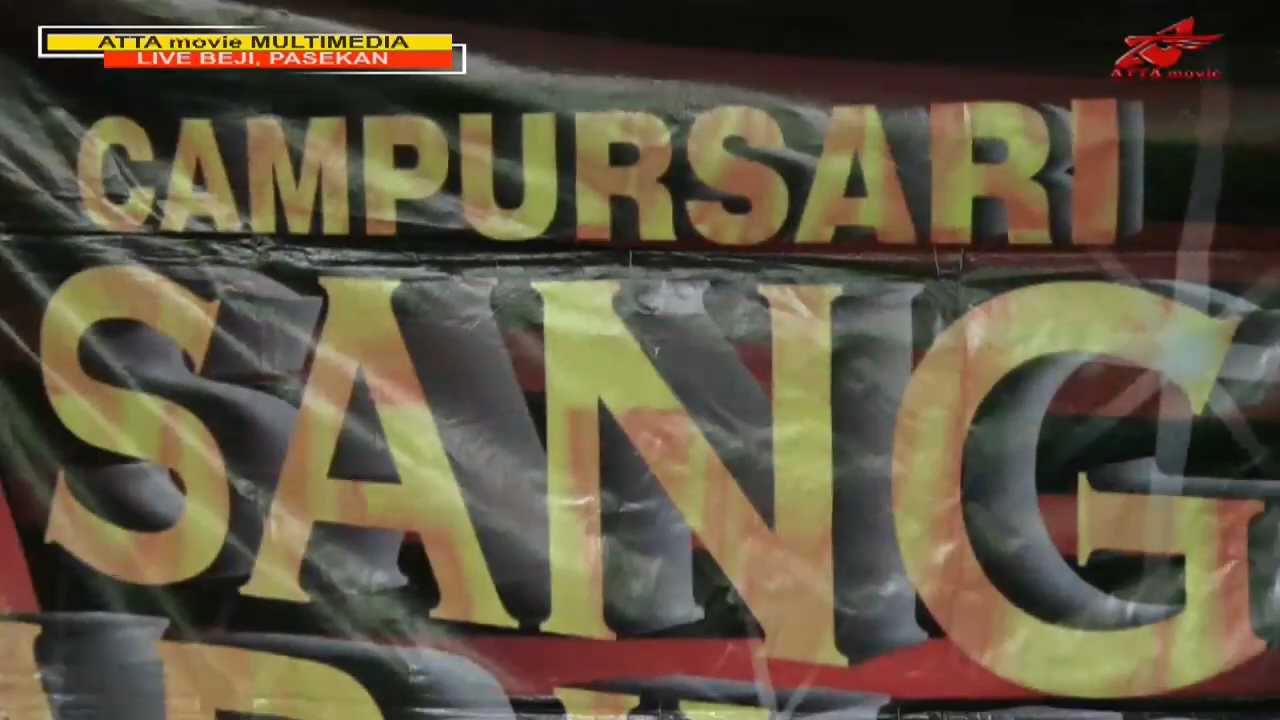 ATTA movie MULTIMEDIA
LIVE BEJI, PASEKAN
ATTA movie
CAMPURSARI
SANG